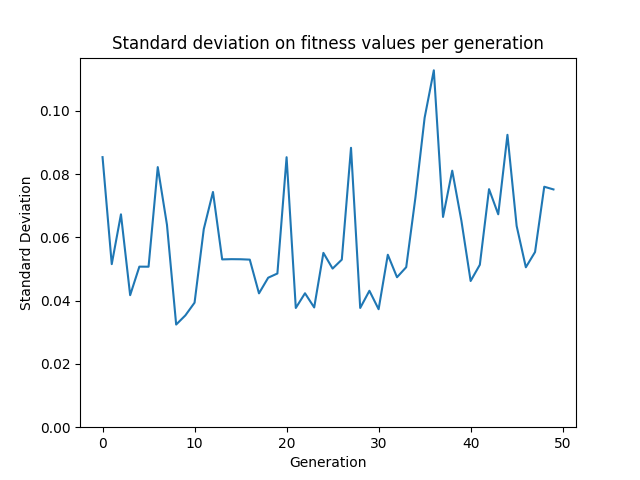 Standard deviation on fitness values per generation
Standard Deviation
0.10
0.08
0.06
0.04
0.02
0.00
0 10 20 30 40 50
Generation